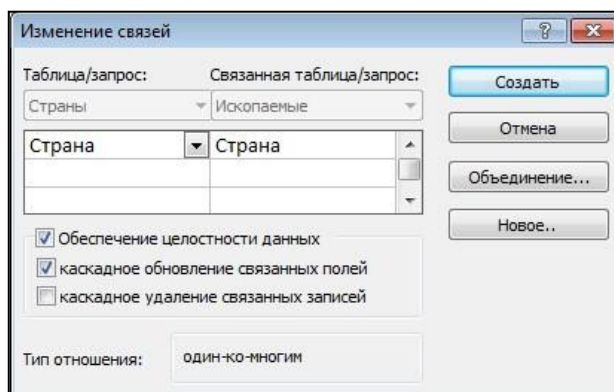 Изменение связей
Таблица/запрос: Связанная таблица/запрос:
Страны Ископаемые
Страна Страна
Обеспечение целостности данных
каскадное обновление связанных полей
каскадное удаление связанных записей
Тип отношения: один-ко-многим
Создать
Отмена
Объединение...
Новое..